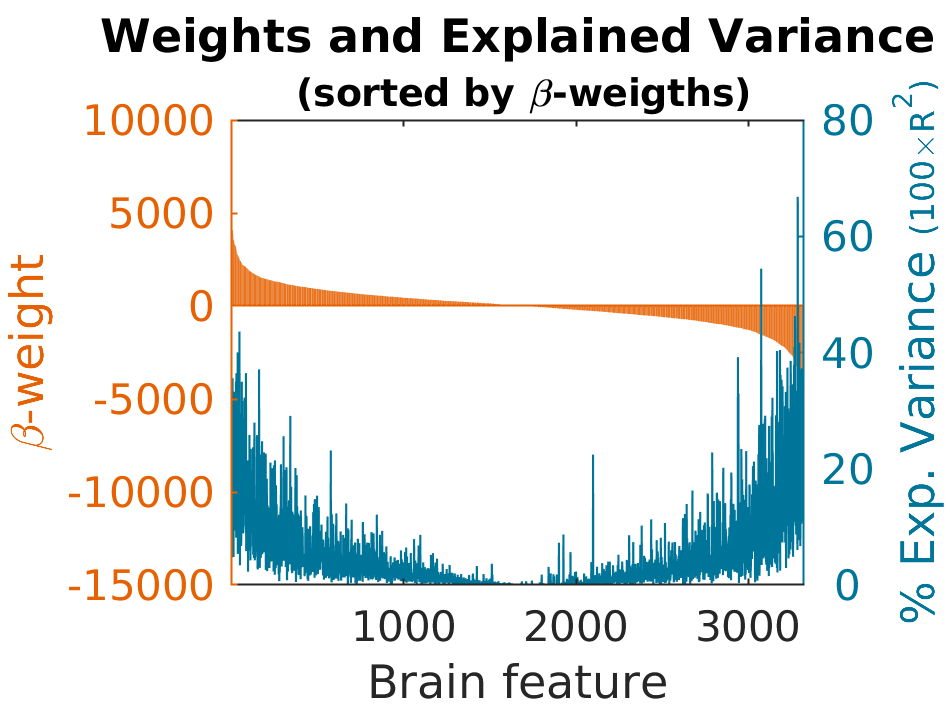 Weights and Explained Variance
(sorted by β-weigths)
10000
5000
0
-5000
-10000
-15000
β-weight
80
60
40
20
0
% Exp. Variance (100×R²)
1000 2000 3000
Brain feature